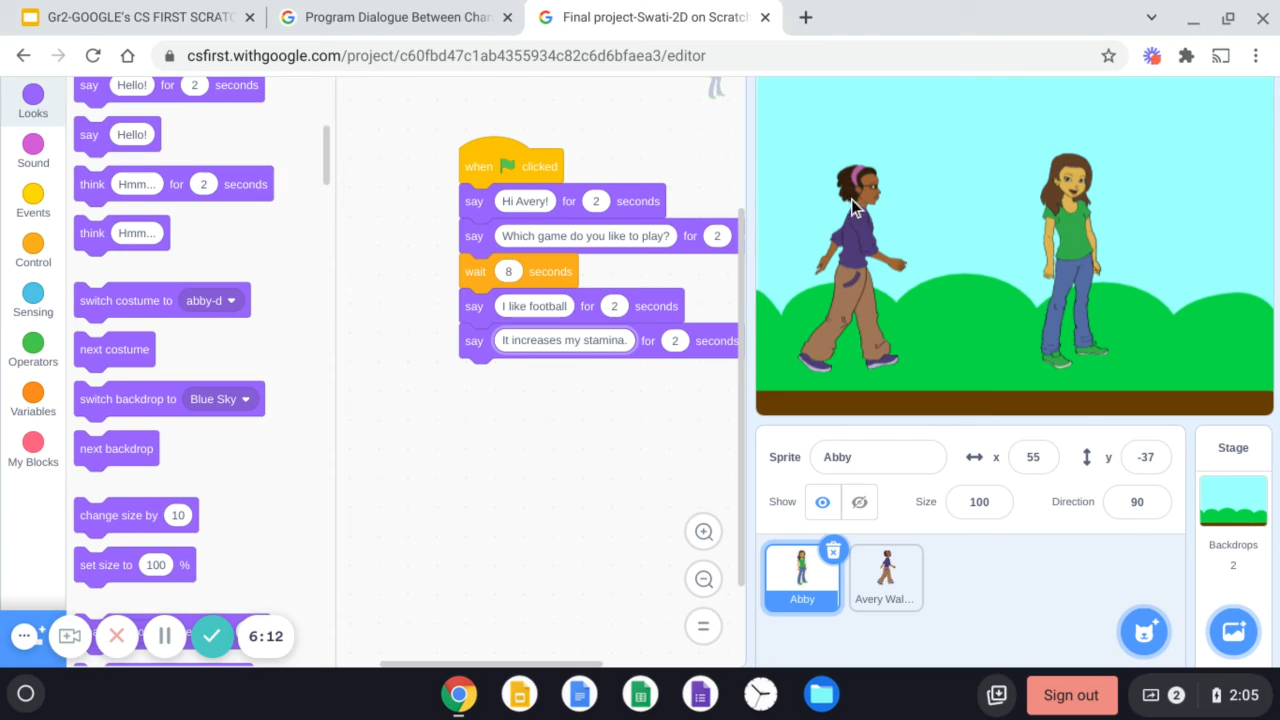 Gr2-GOOGLE's CS FIRST SCRATC
Program Dialogue Between Char
Final project-Swati-2D on Scratch
csfirst.withgoogle.com/project/c60fbd47c1ab4355934c82c6d6bfaea3/editor
Looks
Sound
Events
Control
Sensing
Operators
Variables
My Blocks
say Hello! for 2 seconds
say Hello!
think Hmm... for 2 seconds
think Hmm...
switch costume to abby-d
next costume
switch backdrop to Blue Sky
next backdrop
change size by 10
set size to 100 %
when clicked
say Hi Avery! for 2 seconds
say Which game do you like to play? for 2
wait 8 seconds
say I like football for 2 seconds
say It increases my stamina. for 2 seconds
Sprite Abby x 55 y -37
Show Size 100 Direction 90
Abby
Avery Wal...
Stage
Backdrops
2
6:12
Sign out
2
2:05